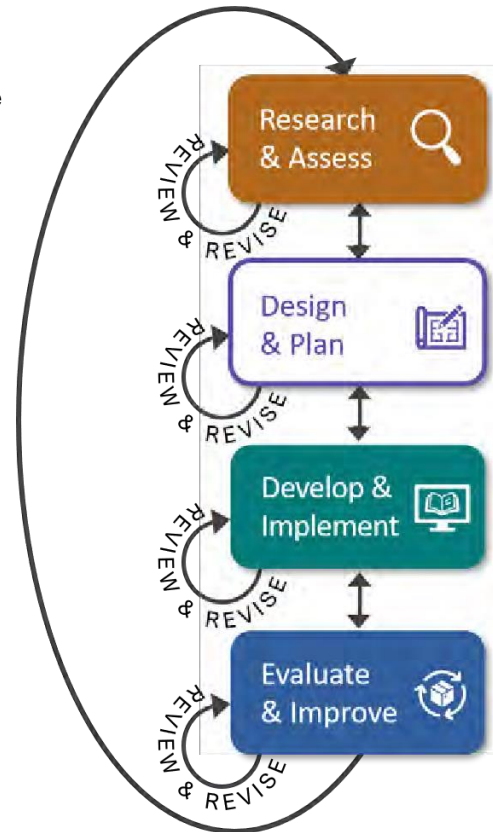 e
Research
& Assess
REVIEW & REVISE
Design
& Plan
REVIEW & REVISE
Develop &
Implement
REVIEW & REVISE
Evaluate
& Improve
REVIEW & REVISE